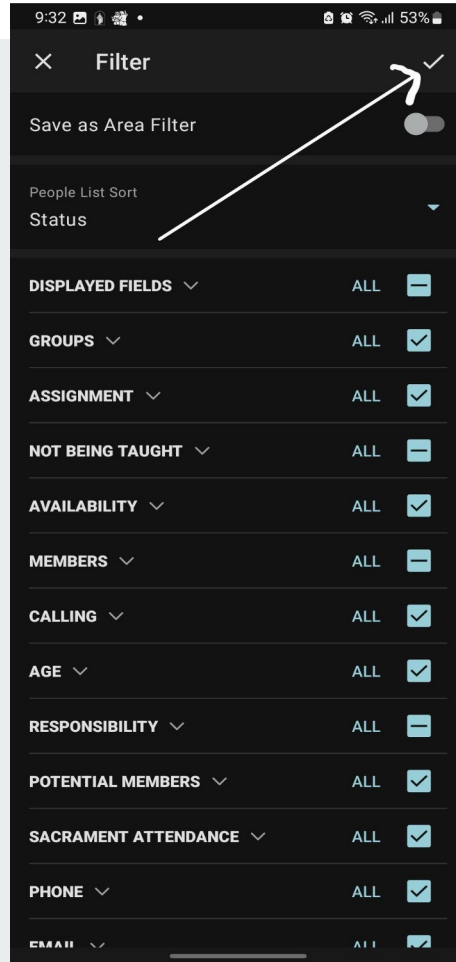 9:32 53%
Filter
Save as Area Filter
People List Sort
Status
DISPLAYED FIELDS ALL
GROUPS ALL
ASSIGNMENT ALL
NOT BEING TAUGHT ALL
AVAILABILITY ALL
MEMBERS ALL
CALLING ALL
AGE ALL
RESPONSIBILITY ALL
POTENTIAL MEMBERS ALL
SACRAMENT ATTENDANCE ALL
PHONE ALL
EMAIL ALL